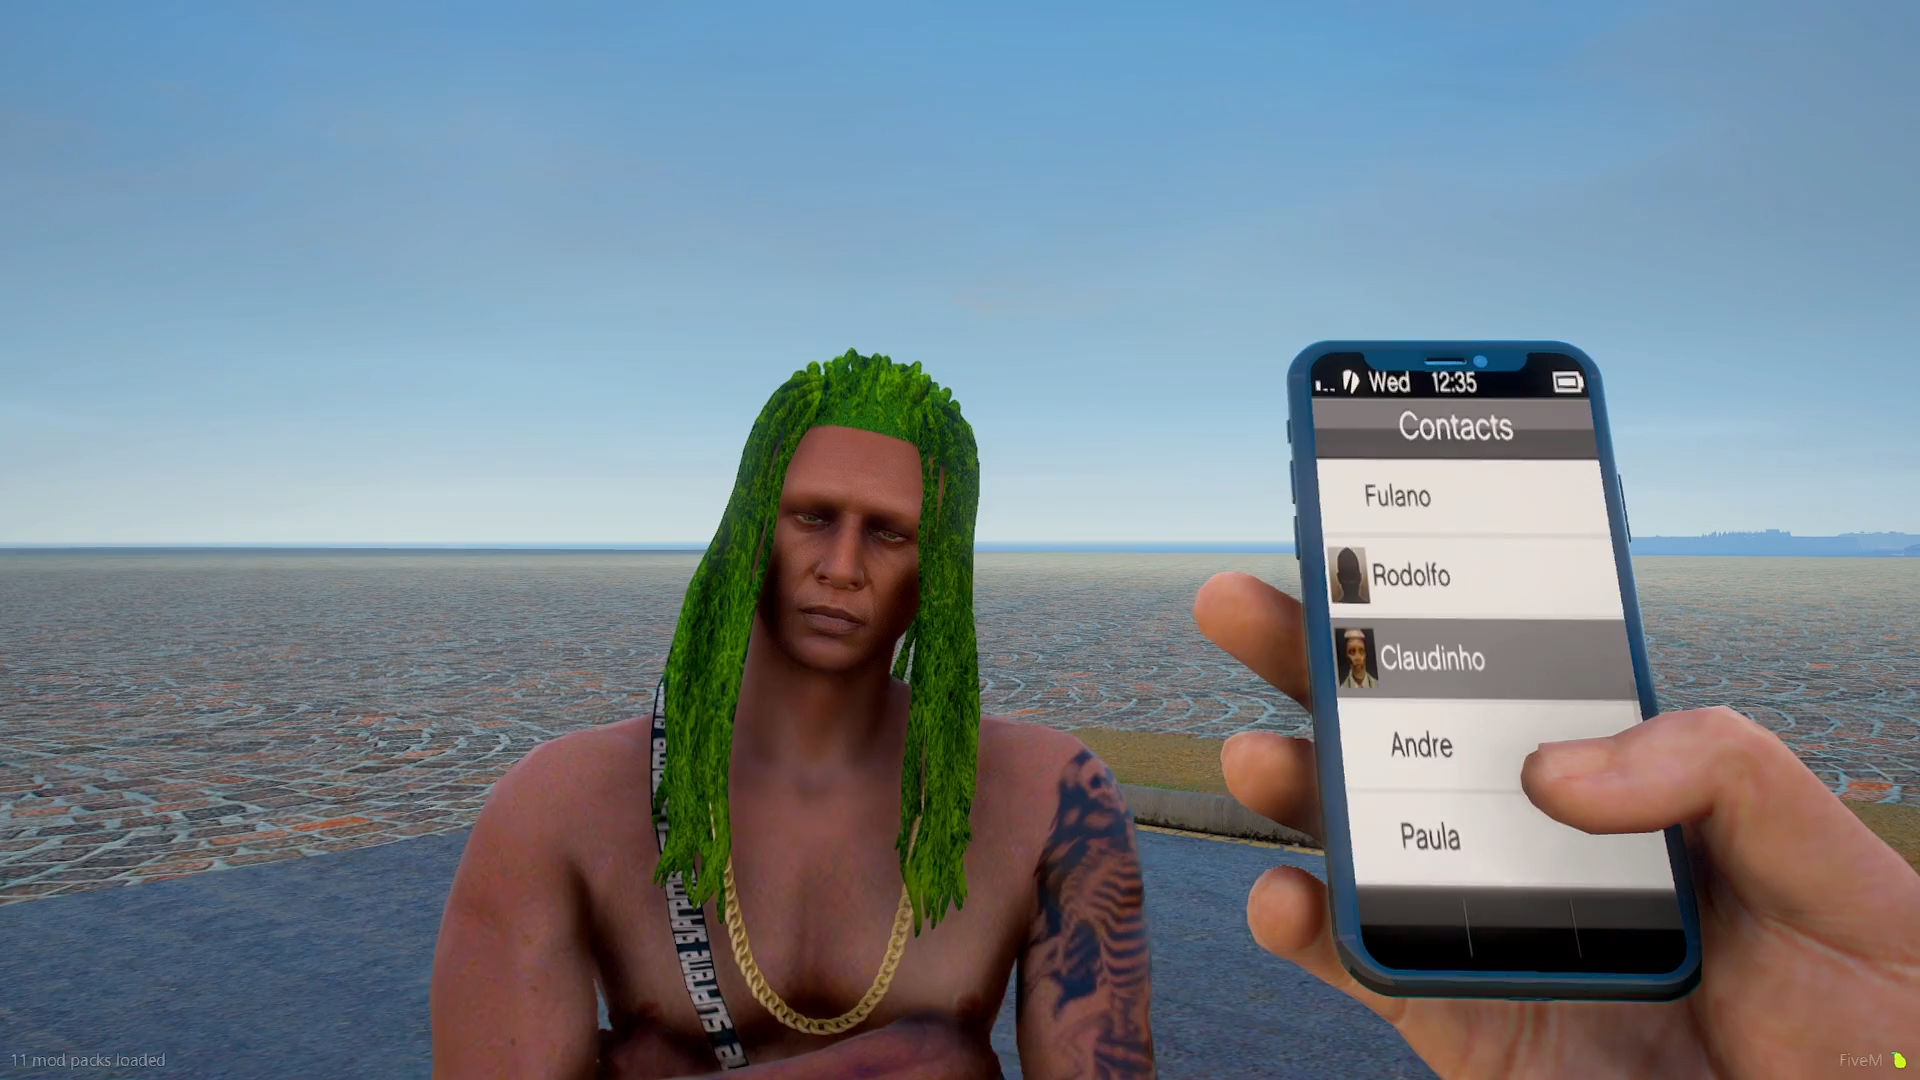 Wed 12:35
Contacts
Fulano
Rodolfo
Claudinho
Andre
Paula
SUPREME SUPREME
11 mod packs loaded
FiveM